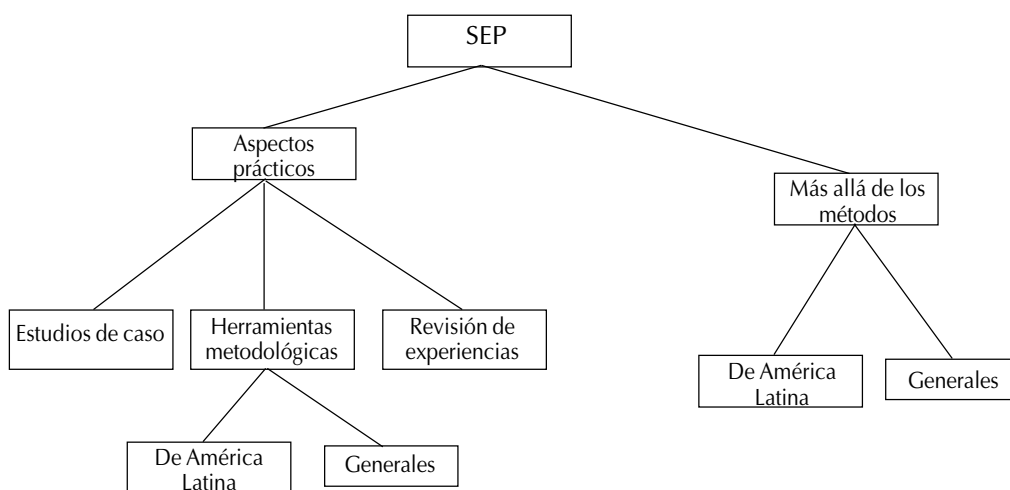 SEP
Aspectos
prácticos
Más allá de los
métodos
Estudios de caso
Herramientas
metodológicas
Revisión de
experiencias
De América
Latina
Generales
De América
Latina
Generales